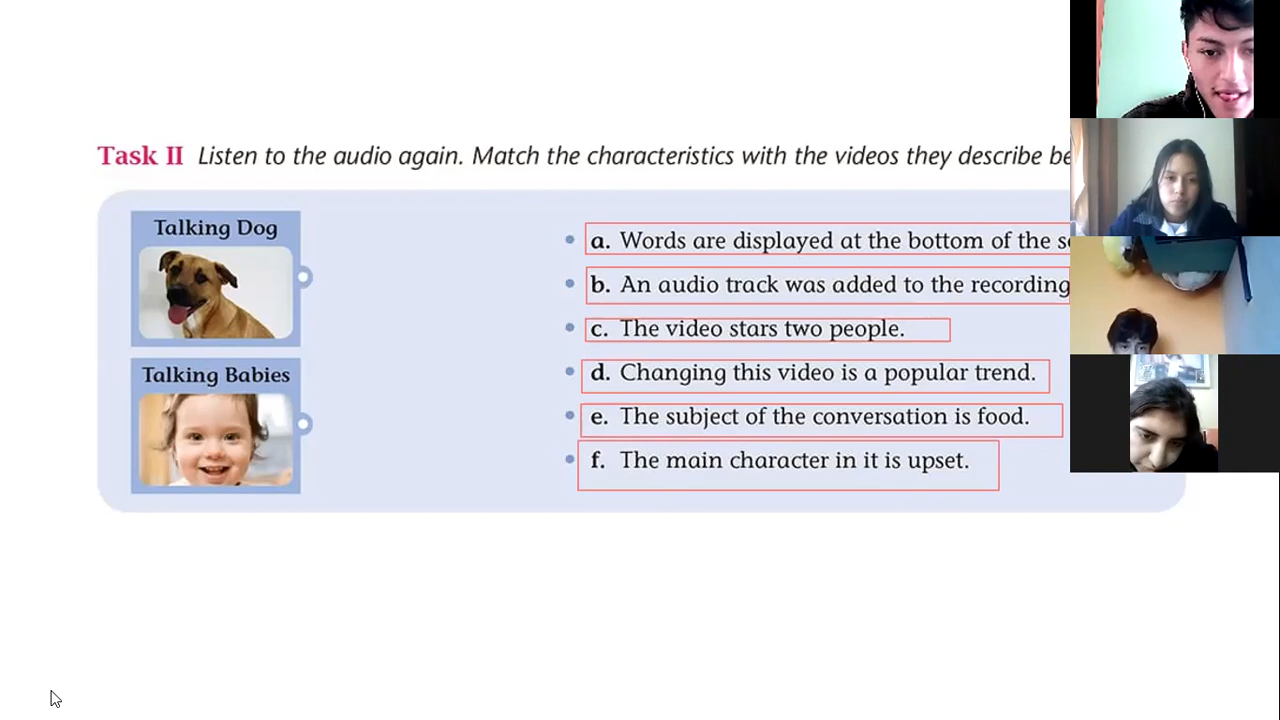 Task II Listen to the audio again. Match the characteristics with the videos they describe
Talking Dog
a. Words are displayed at the bottom of the
b. An audio track was added to the recording
c. The video stars two people.
d. Changing this video is a popular trend.
Talking Babies
e. The subject of the conversation is food.
f. The main character in it is upset.